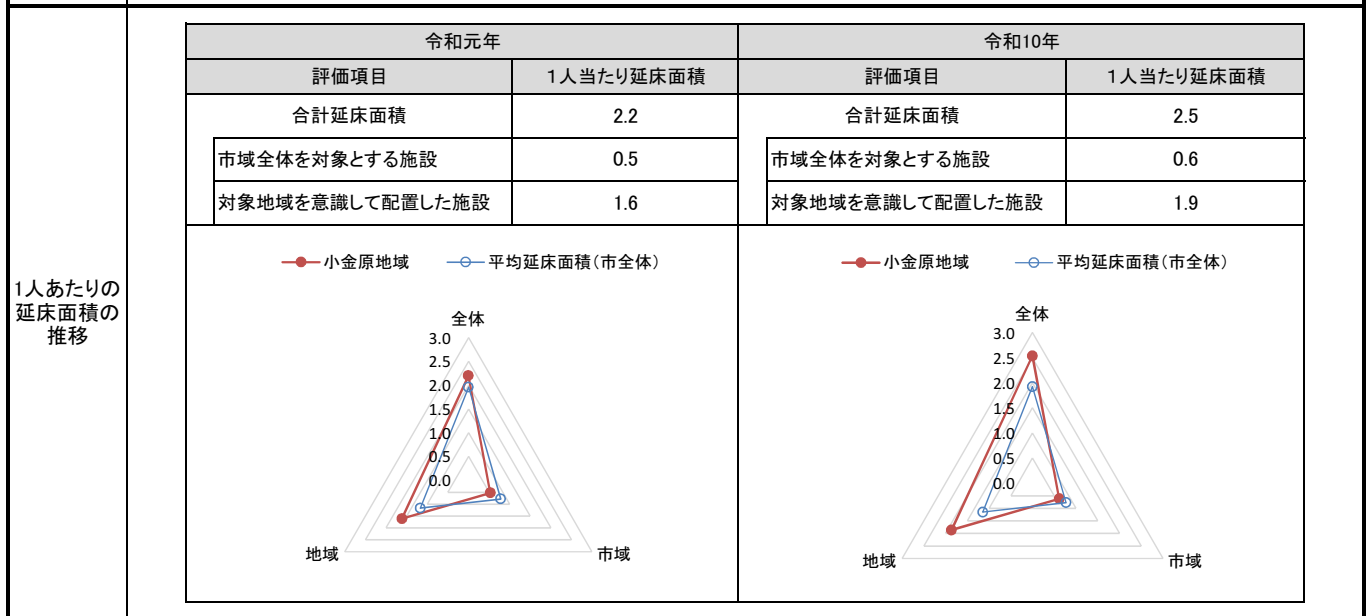 1人あたりの
延床面積の
推移
令和元年
令和10年
評価項目
1人当たり延床面積
評価項目
1人当たり延床面積
合計延床面積
2.2
合計延床面積
2.5
市域全体を対象とする施設
0.5
市域全体を対象とする施設
0.6
対象地域を意識して配置した施設
1.6
対象地域を意識して配置した施設
1.9
小金原地域
平均延床面積(市全体)
全体
3.0
2.5
2.0
1.5
1.0
0.5
0.0
地域
市域
小金原地域
平均延床面積(市全体)
全体
3.0
2.5
2.0
1.5
1.0
0.5
0.0
地域
市域